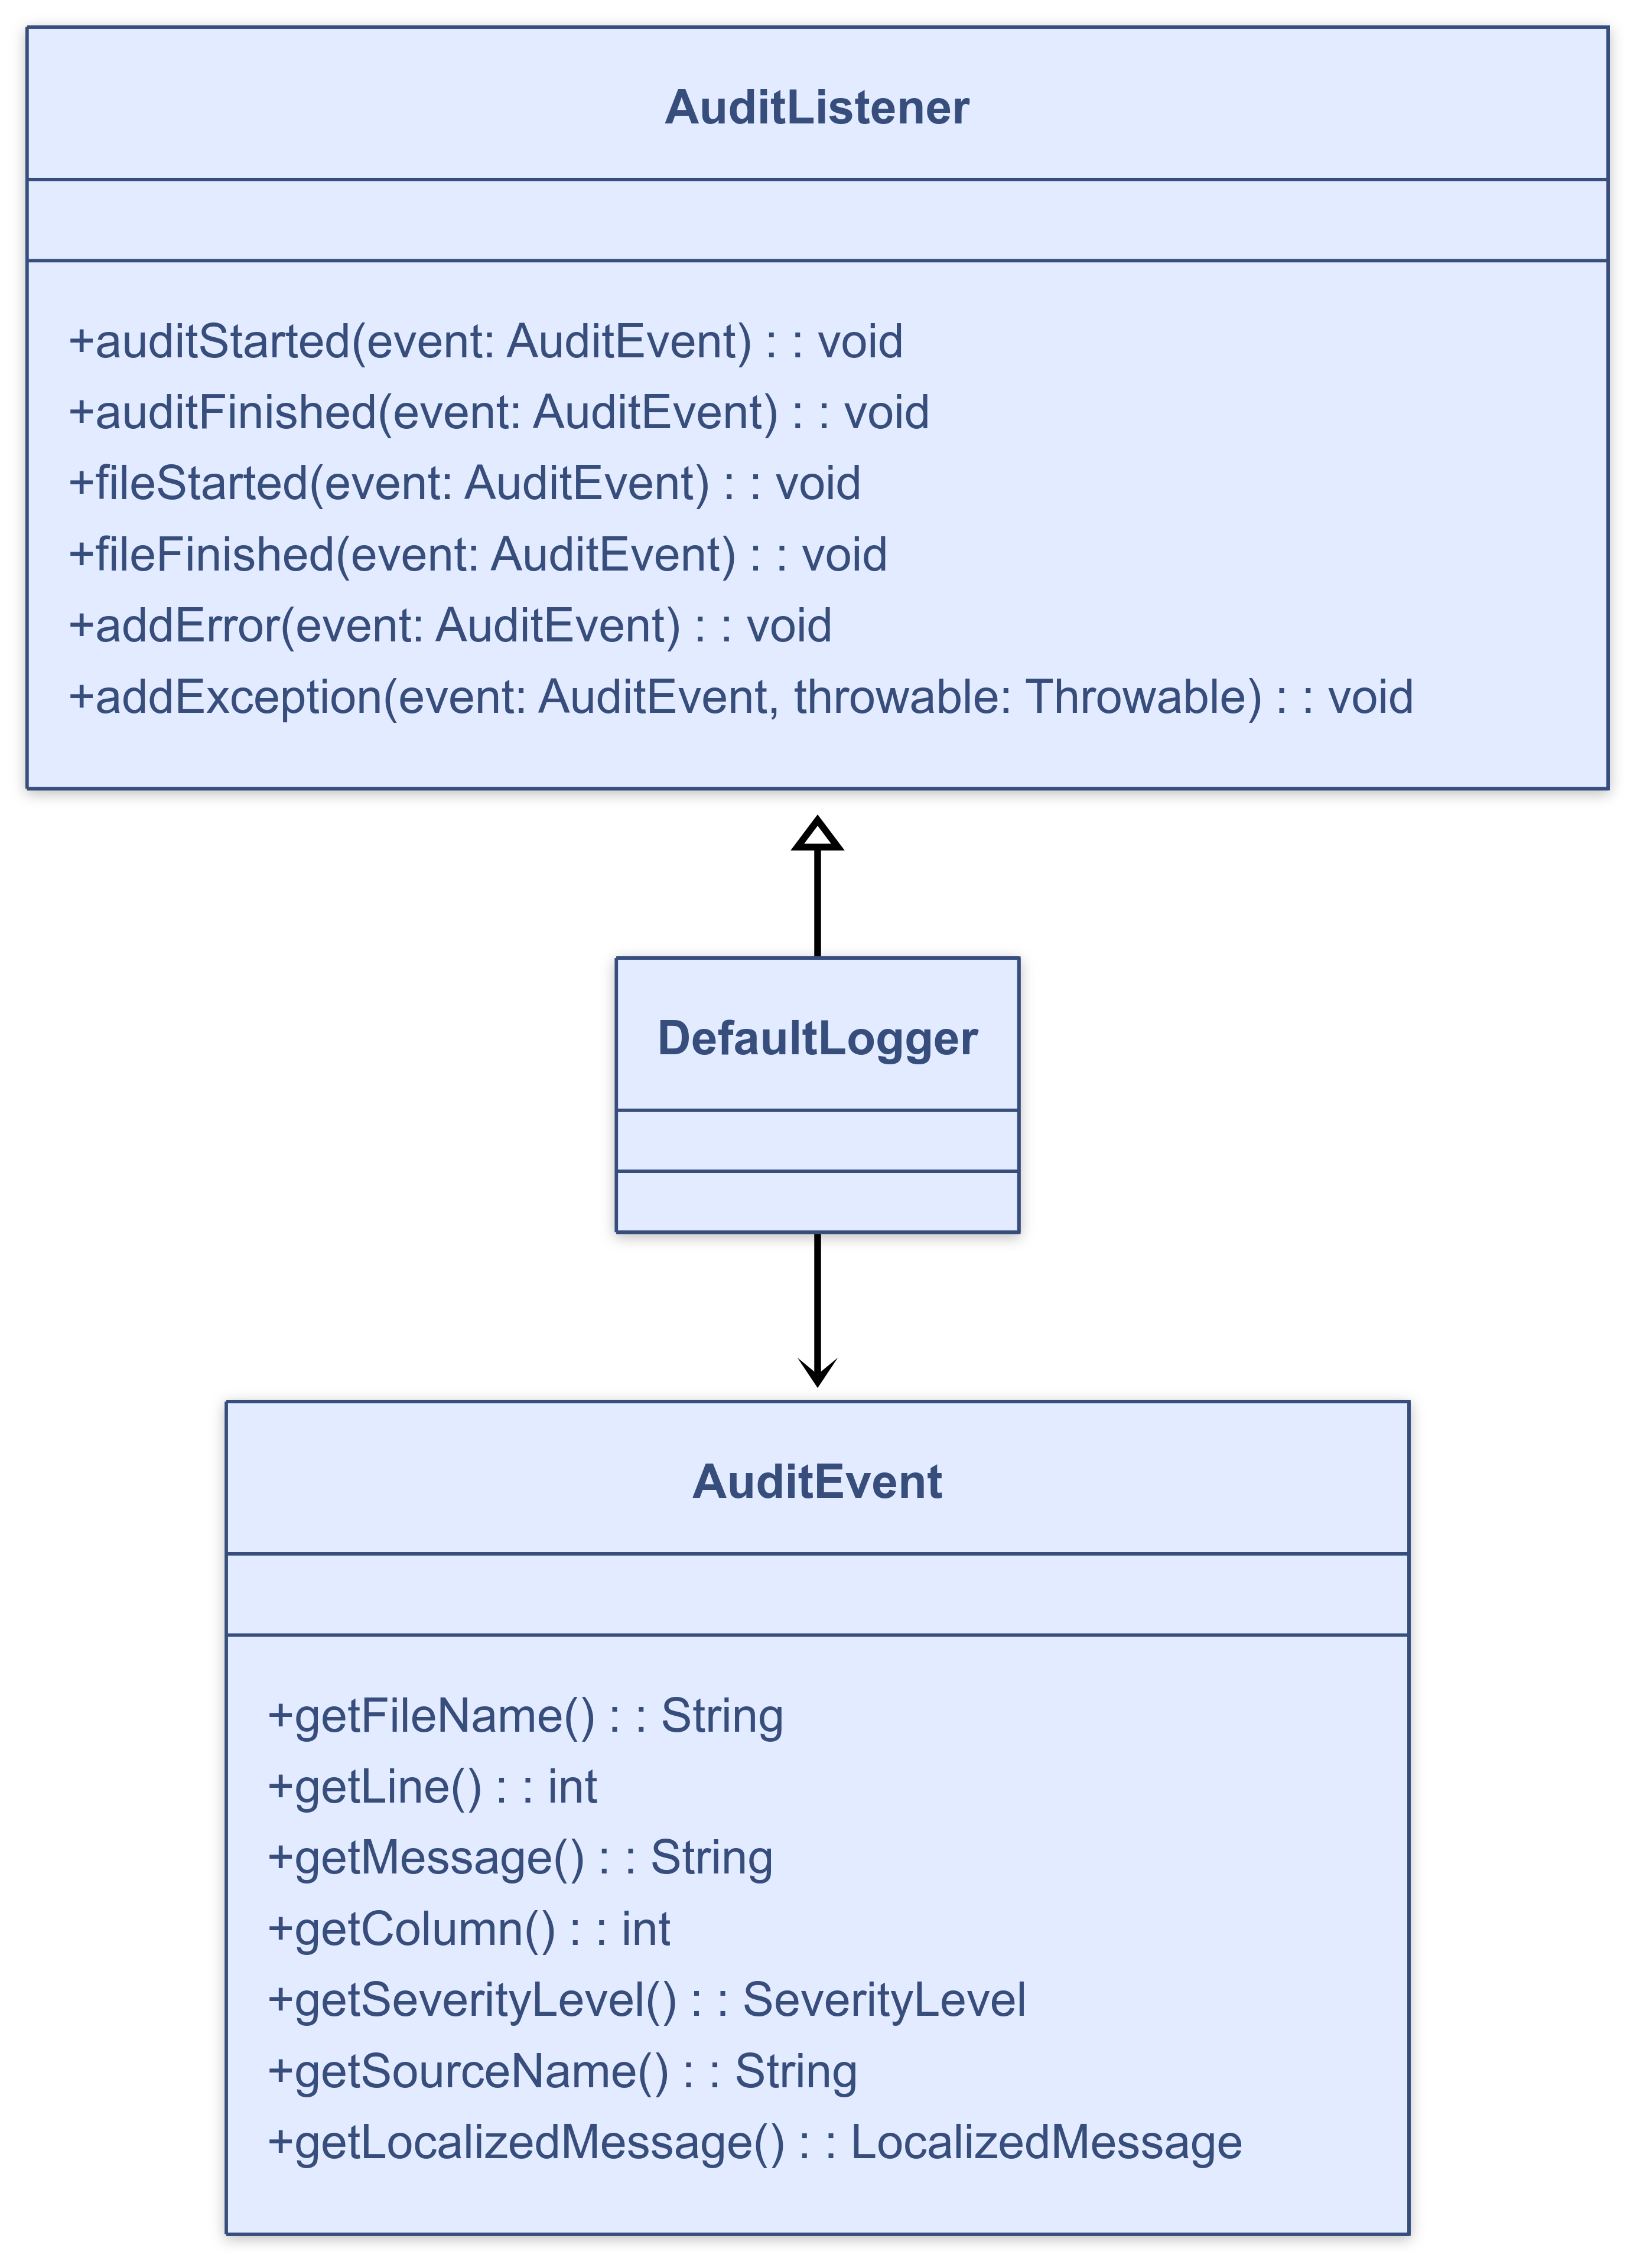 AuditListener
+auditStarted(event: AuditEvent) : : void
+auditFinished(event: AuditEvent) : : void
+fileStarted(event: AuditEvent) : : void
+fileFinished(event: AuditEvent) : : void
+addError(event: AuditEvent) : : void
+addException(event: AuditEvent, throwable: Throwable) : : void
DefaultLogger
AuditEvent
+getFileName() : : String
+getLine() : : int
+getMessage() : : String
+getColumn() : : int
+getSeverityLevel() : : SeverityLevel
+getSourceName() : : String
+getLocalizedMessage() : : LocalizedMessage